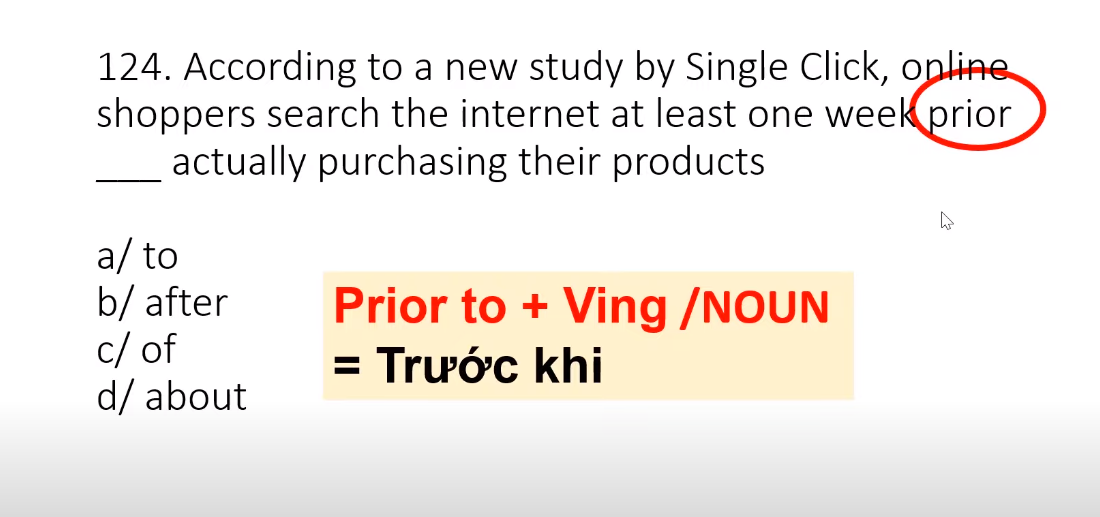 124. According to a new study by Single Click, online
shoppers search the internet at least one week prior
___ actually purchasing their products
a/ to
b/ after
c/ of
d/ about
Prior to + Ving /NOUN
= Trước khi